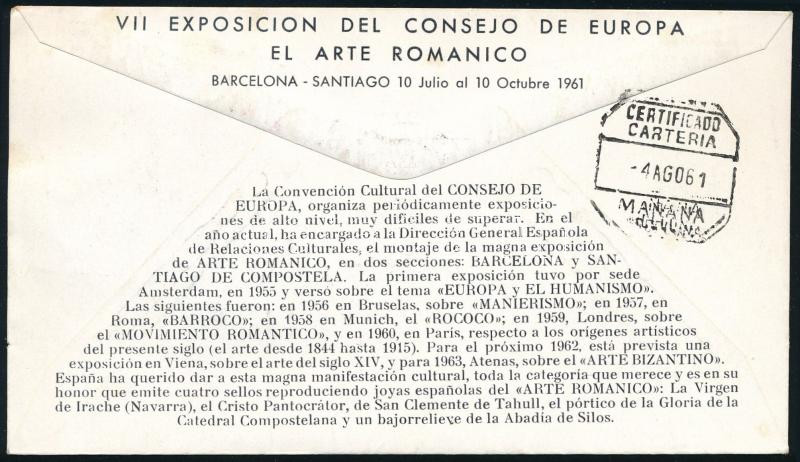 VII EXPOSICION DEL CONSEJO DE EUROPA
EL ARTE ROMANICO
BARCELONA - SANTIAGO 10 Julio al 10 Octubre 1961
CERTIFICADO
CARTERIA
-4AGO61
MAÑANA
La Convención Cultural del CONSEJO DE
EUROPA, organiza periódicamente exposicio-
nes de alto nivel, muy difíciles de superar. En el
año actual, ha encargado a la Dirección General Española
de Relaciones Culturales, el montaje de la magna exposición
de ARTE ROMANICO, en dos secciones: BARCELONA y SAN-
TIAGO DE COMPOSTELA. La primera exposición tuvo por sede
Amsterdam, en 1955 y versó sobre el tema «EUROPA y EL HUMANISMO».
Las siguientes fueron: en 1956 en Bruselas, sobre «MANIERISMO»; en 1957, en
Roma, «BARROCO»; en 1958 en Munich, el «ROCOCO»; en 1959, Londres, sobre
el «MOVIMIENTO ROMANTICO», y en 1960, en París, respecto a los orígenes artísticos
del presente siglo (el arte desde 1844 hasta 1915). Para el próximo 1962, está prevista una
exposición en Viena, sobre el arte del siglo XIV, y para 1963, Atenas, sobre el «ARTE BIZANTINO».
España ha querido dar a esta magna manifestación cultural, toda la categoría que merece y es en su
honor que emite cuatro sellos reproduciendo joyas españolas del «ARTE ROMANICO»: La Virgen
de Irache (Navarra), el Cristo Pantocrátor, de San Clemente de Tahull, el pórtico de la Gloria de la
Catedral Compostelana y un bajorrelieve de la Abadía de Silos.